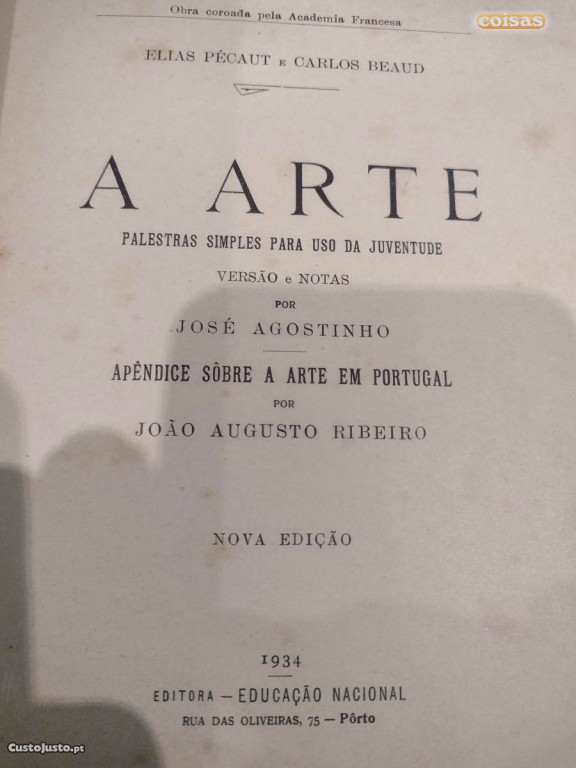 Obra coroada pela Academia Francesa
coisas
ELIAS PÉCAUT E CARLOS BEAUD
A ARTE
PALESTRAS SIMPLES PARA USO DA JUVENTUDE
VERSÃO e NOTAS
POR
JOSÉ AGOSTINHO
APÊNDICE SÔBRE A ARTE EM PORTUGAL
POR
JOÃO AUGUSTO RIBEIRO
NOVA EDIÇÃO
1934
EDITORA — EDUCAÇÃO NACIONAL
RUA DAS OLIVEIRAS, 75 — Pôrto
CustoJusto.pt